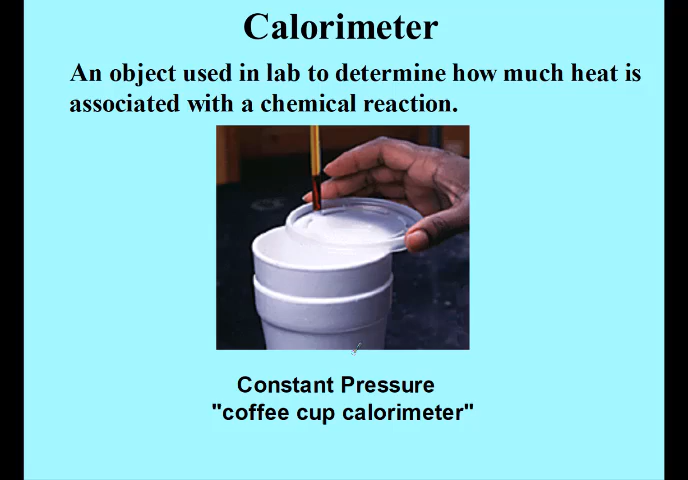 Calorimeter
An object used in lab to determine how much heat is
associated with a chemical reaction.
Constant Pressure
"coffee cup calorimeter"